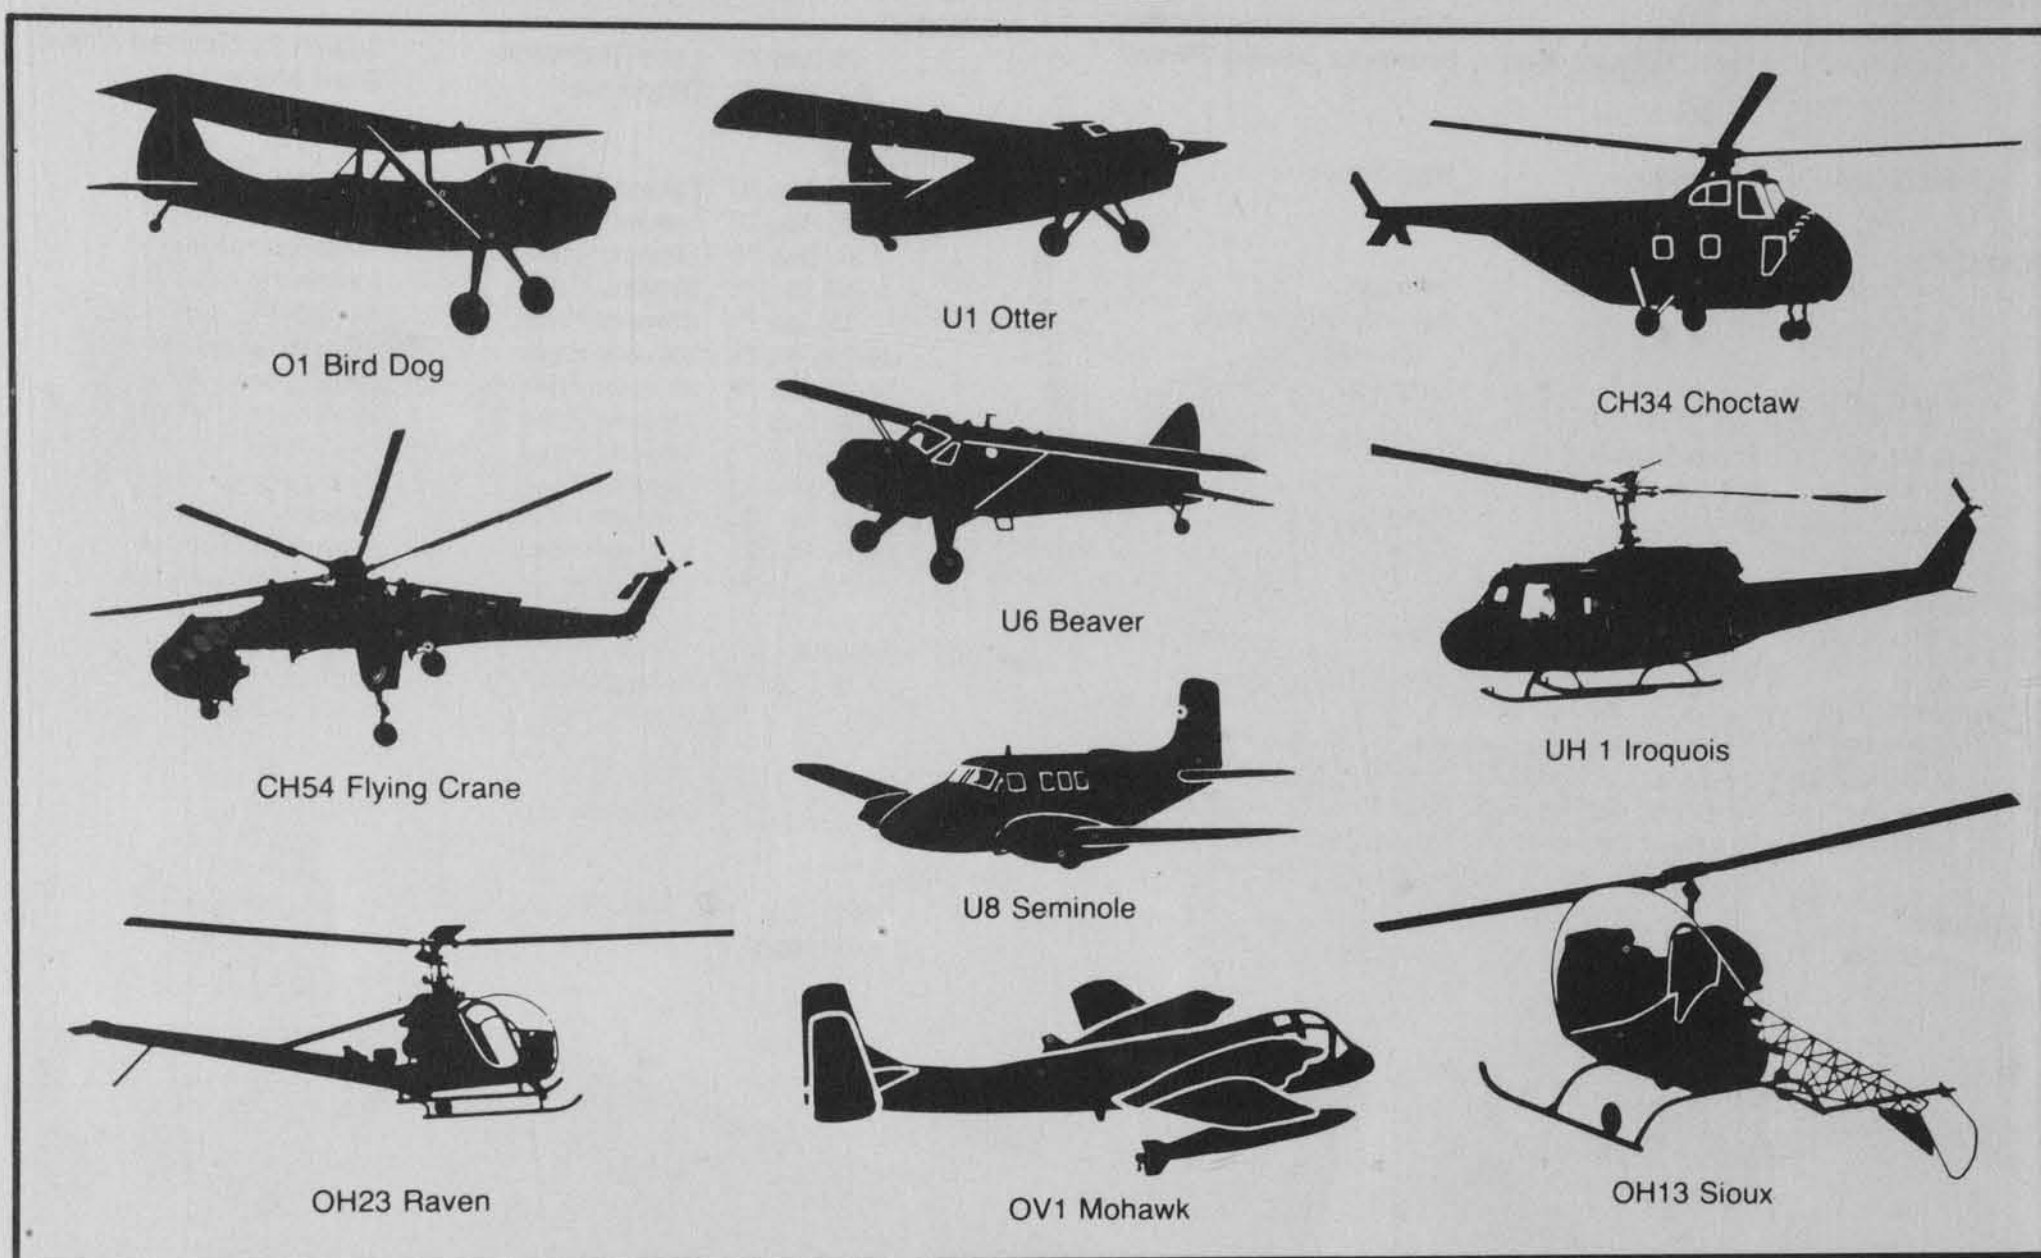 O1 Bird Dog
U1 Otter
CH34 Choctaw
U6 Beaver
CH54 Flying Crane
UH 1 Iroquois
U8 Seminole
OH23 Raven
OV1 Mohawk
OH13 Sioux